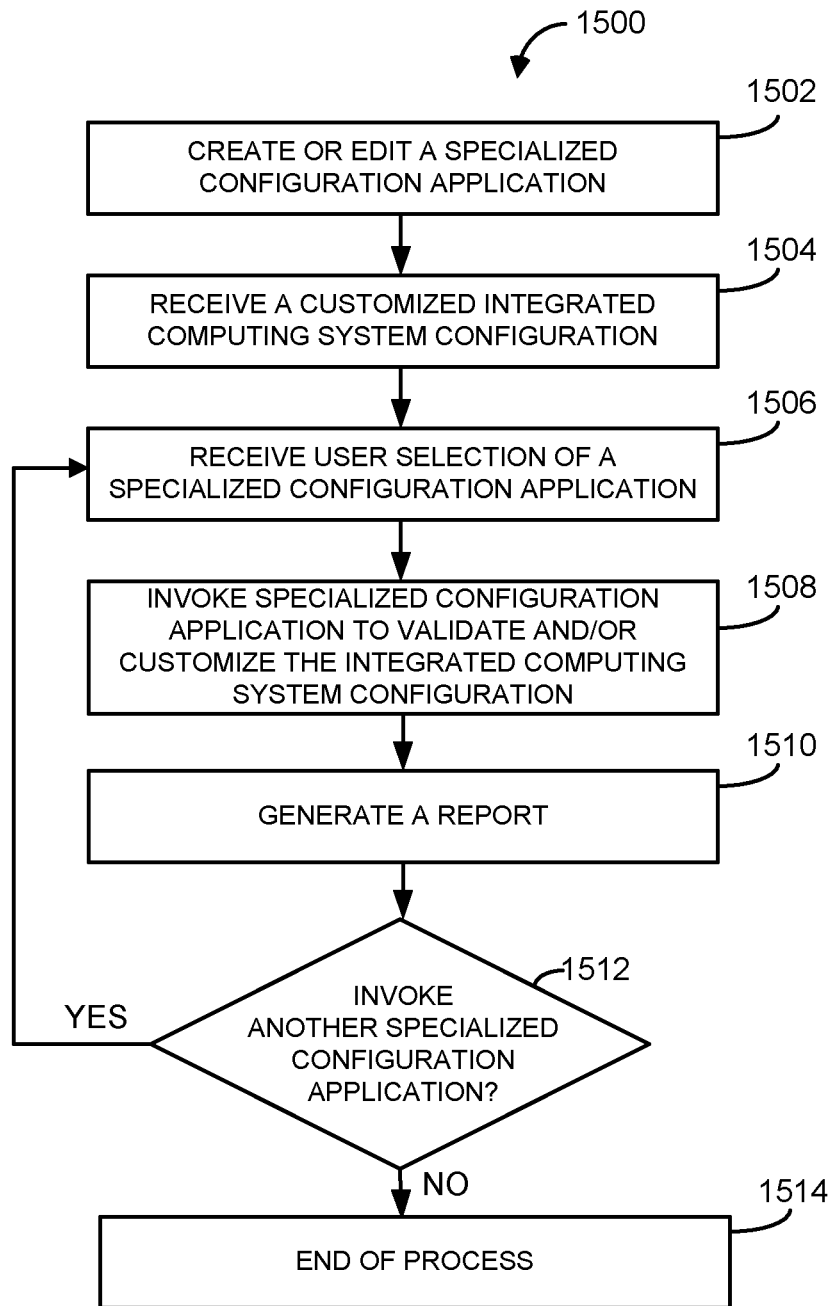 1500
1502
CREATE OR EDIT A SPECIALIZED
CONFIGURATION APPLICATION
1504
RECEIVE A CUSTOMIZED INTEGRATED
COMPUTING SYSTEM CONFIGURATION
1506
RECEIVE USER SELECTION OF A
SPECIALIZED CONFIGURATION APPLICATION
1508
INVOKE SPECIALIZED CONFIGURATION
APPLICATION TO VALIDATE AND/OR
CUSTOMIZE THE INTEGRATED COMPUTING
SYSTEM CONFIGURATION
1510
GENERATE A REPORT
1512
INVOKE
ANOTHER SPECIALIZED
CONFIGURATION
APPLICATION?
YES
NO
1514
END OF PROCESS